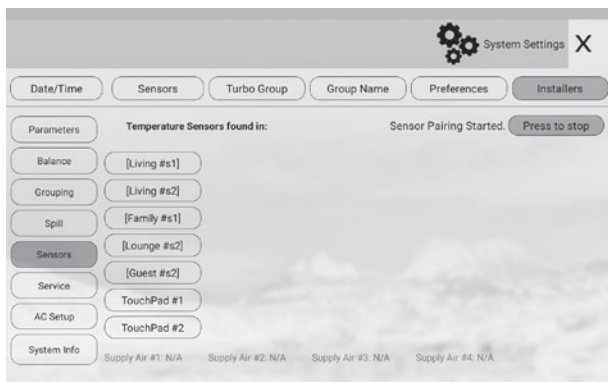 System Settings X
Date/Time Sensors Turbo Group Group Name Preferences Installers
Parameters Temperature Sensors found in: Sensor Pairing Started. Press to stop
Balance [Living #s1]
Grouping [Living #s2]
Spill [Family #s1]
Sensors [Lounge #s2]
Service [Guest #s2]
AC Setup TouchPad #1
TouchPad #2
System Info Supply Air #1: N/A Supply Air #2: N/A Supply Air #3: N/A Supply Air #4: N/A